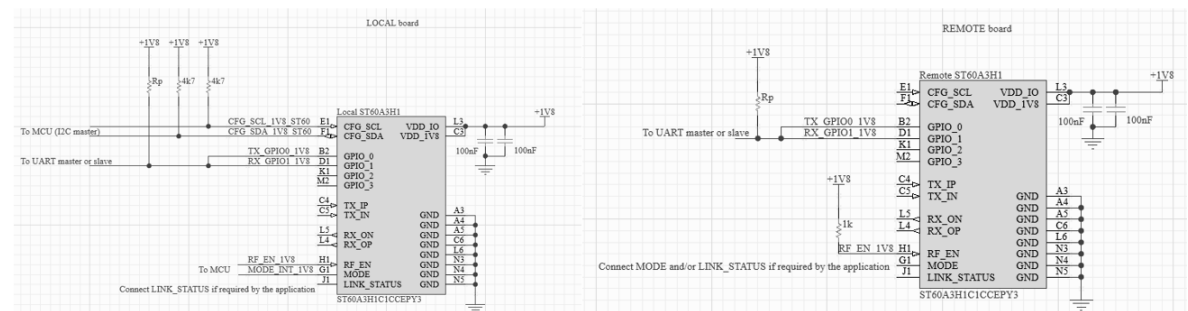 LOCAL board
+1V8 +1V8 +1V8
Rp 4k7 4k7
Local ST60A3H1
+1V8
To MCU (I2C master)
CFG_SCL_1V8_ST60 E1 CFG_SCL VDD_IO L3
CFG_SDA_1V8_ST60 F1 CFG_SDA VDD_1V8 C3
100nF 100nF
To UART master or slave
TX_GPIO0_1V8 B2 GPIO_0
RX_GPIO1_1V8 D1 GPIO_1
K1 GPIO_2
M2 GPIO_3
C4 TX_IP
C5 TX_IN GND A3
GND A4
L5 RX_ON GND A5
L4 RX_OP GND C6
GND L6
To MCU
RF_EN_1V8 H1 RF_EN GND N3
MODE_INT_1V8 G1 MODE GND N4
J1 LINK_STATUS GND N5
Connect LINK_STATUS if required by the application
ST60A3H1C1CCEPY3
REMOTE board
+1V8
Rp
Remote ST60A3H1
+1V8
E1 CFG_SCL VDD_IO L3
F1 CFG_SDA VDD_1V8 C3
100nF 100nF
To UART master or slave
TX_GPIO0_1V8 B2 GPIO_0
RX_GPIO1_1V8 D1 GPIO_1
K1 GPIO_2
M2 GPIO_3
+1V8
1k
C4 TX_IP GND A3
C5 TX_IN GND A4
GND A5
L5 RX_ON GND C6
L4 RX_OP GND L6
RF_EN_1V8 H1 RF_EN GND N3
G1 MODE GND N4
J1 LINK_STATUS GND N5
Connect MODE and/or LINK_STATUS if required by the application
ST60A3H1C1CCEPY3